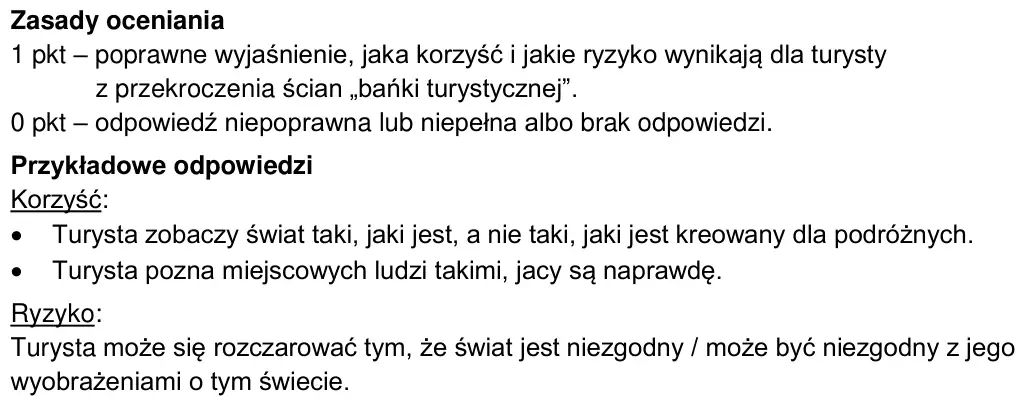 Zasady oceniania
1 pkt – poprawne wyjaśnienie, jaka korzyść i jakie ryzyko wynikają dla turysty
z przekroczenia ścian „bańki turystycznej”.
0 pkt – odpowiedź niepoprawna lub niepełna albo brak odpowiedzi.
Przykładowe odpowiedzi
Korzyść:
• Turysta zobaczy świat taki, jaki jest, a nie taki, jaki jest kreowany dla podróżnych.
• Turysta pozna miejscowych ludzi takimi, jacy są naprawdę.
Ryzyko:
Turysta może się rozczarować tym, że świat jest niezgodny / może być niezgodny z jego
wyobrażeniami o tym świecie.